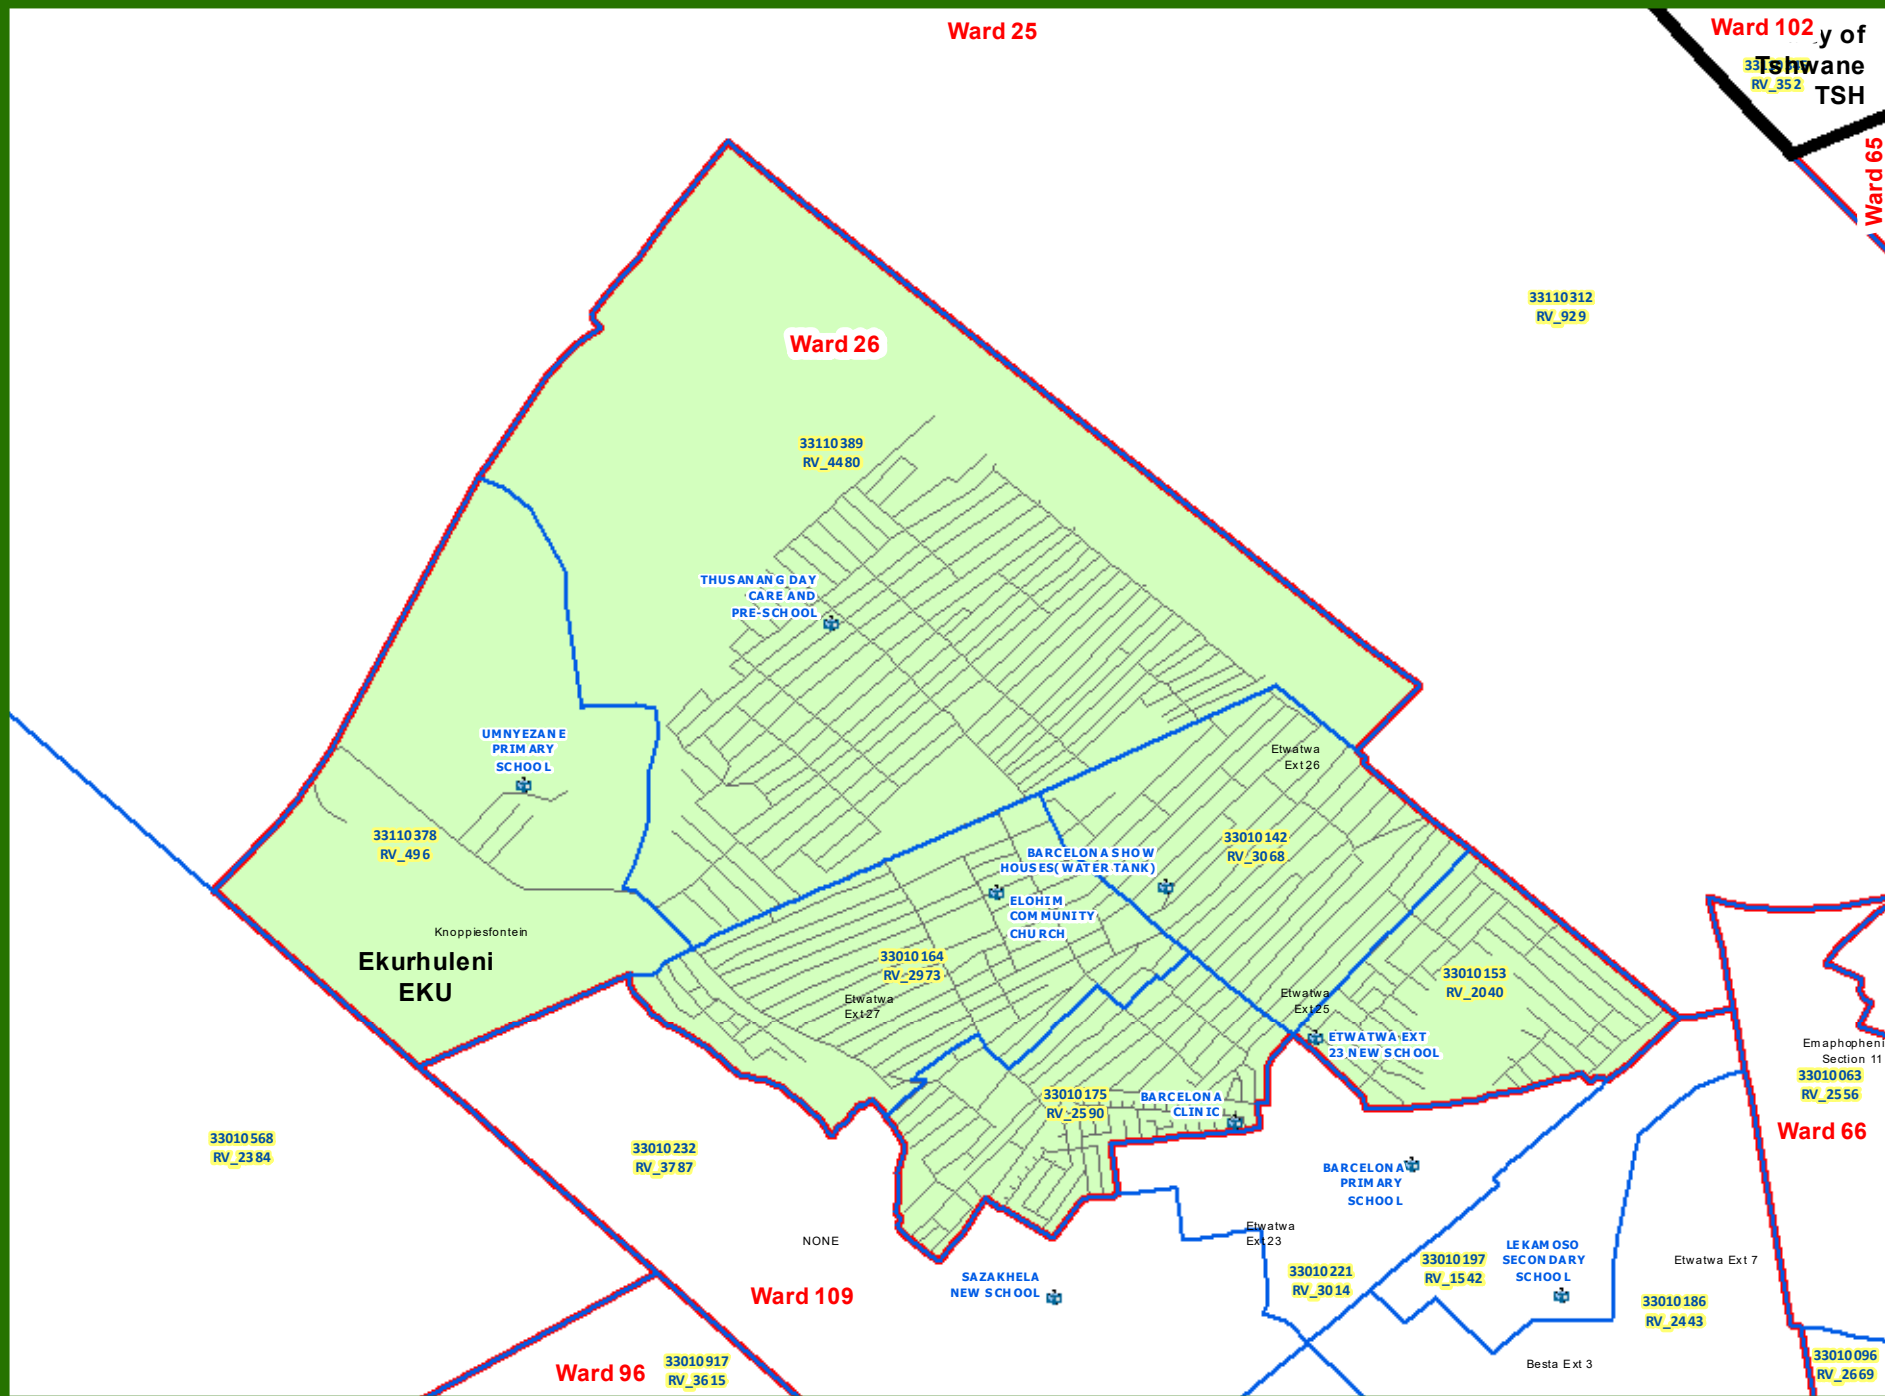 Ward 25
Ward 102
y of
Tshwane
TSH
RV_352
Ward 65
33110312
RV_929
Ward 26
33110389
RV_4480
THUSANANG DAY
CARE AND
PRE-SCHOOL
UMNYEZANE
PRIMARY
SCHOOL
Etwatwa
Ext 26
33110378
RV_496
33010142
RV_3068
BARCELONA SHOW
HOUSES(WATER TANK)
ELOHIM
COMMUNITY
CHURCH
Knoppiesfontein
Ekurhuleni
EKU
33010164
RV_2973
Etwatwa
Ext 27
33010153
RV_2040
Etwatwa
Ext 25
ETWATWA EXT
23 NEW SCHOOL
Emaphopheni
Section 11
33010063
RV_2556
Ward 66
33010175
RV_2590
BARCELONA
CLINIC
33010568
RV_2384
33010232
RV_3787
BARCELONA
PRIMARY
SCHOOL
NONE
Etwatwa
Ext 23
LEKAMOSO
SECONDARY
SCHOOL
33010197
RV_1542
Etwatwa Ext 7
33010221
RV_3014
SAZAKHELA
NEW SCHOOL
Ward 109
33010186
RV_2443
Ward 96
33010917
RV_3615
Besta Ext 3
33010096
RV_2669